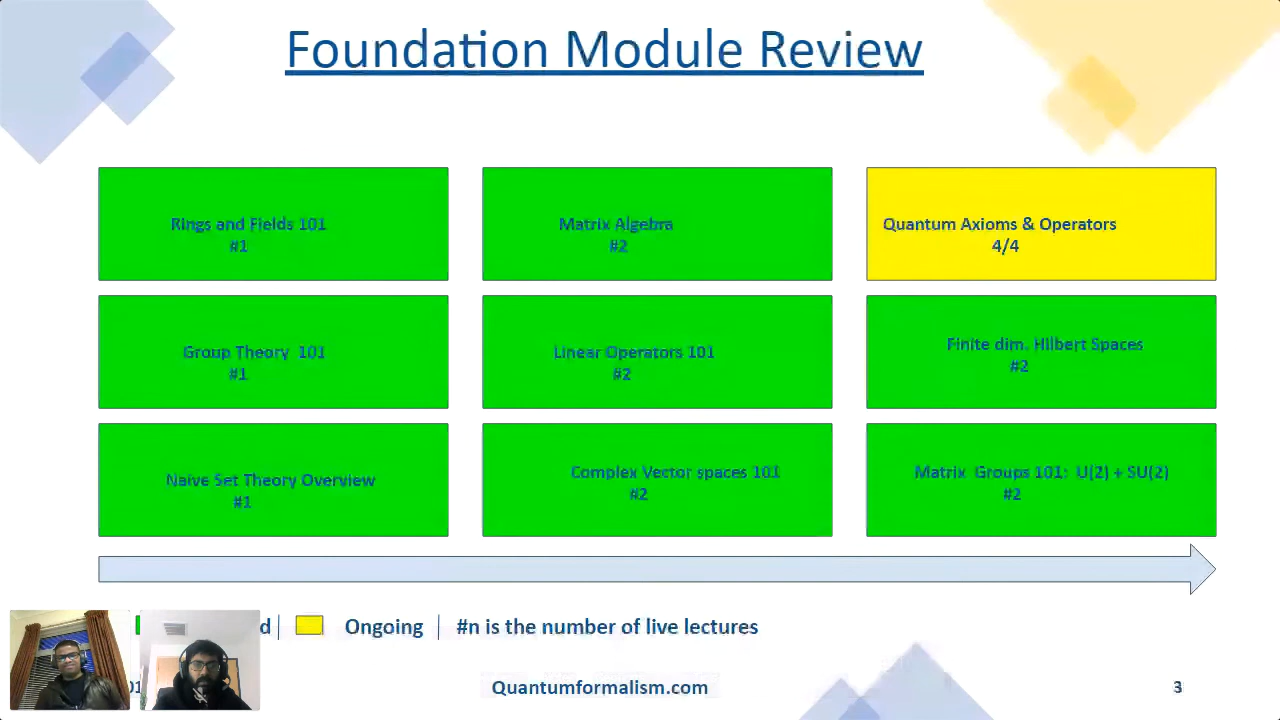 Foundation Module Review
Rings and Fields 101
#1
Matrix Algebra
#2
Quantum Axioms & Operators
4/4
Group Theory 101
#1
Linear Operators 101
#2
Finite dim. Hilbert Spaces
#2
Naive Set Theory Overview
#1
Complex Vector spaces 101
#2
Matrix Groups 101: U(2) + SU(2)
#2
Ongoing | #n is the number of live lectures
Quantumformalism.com
3